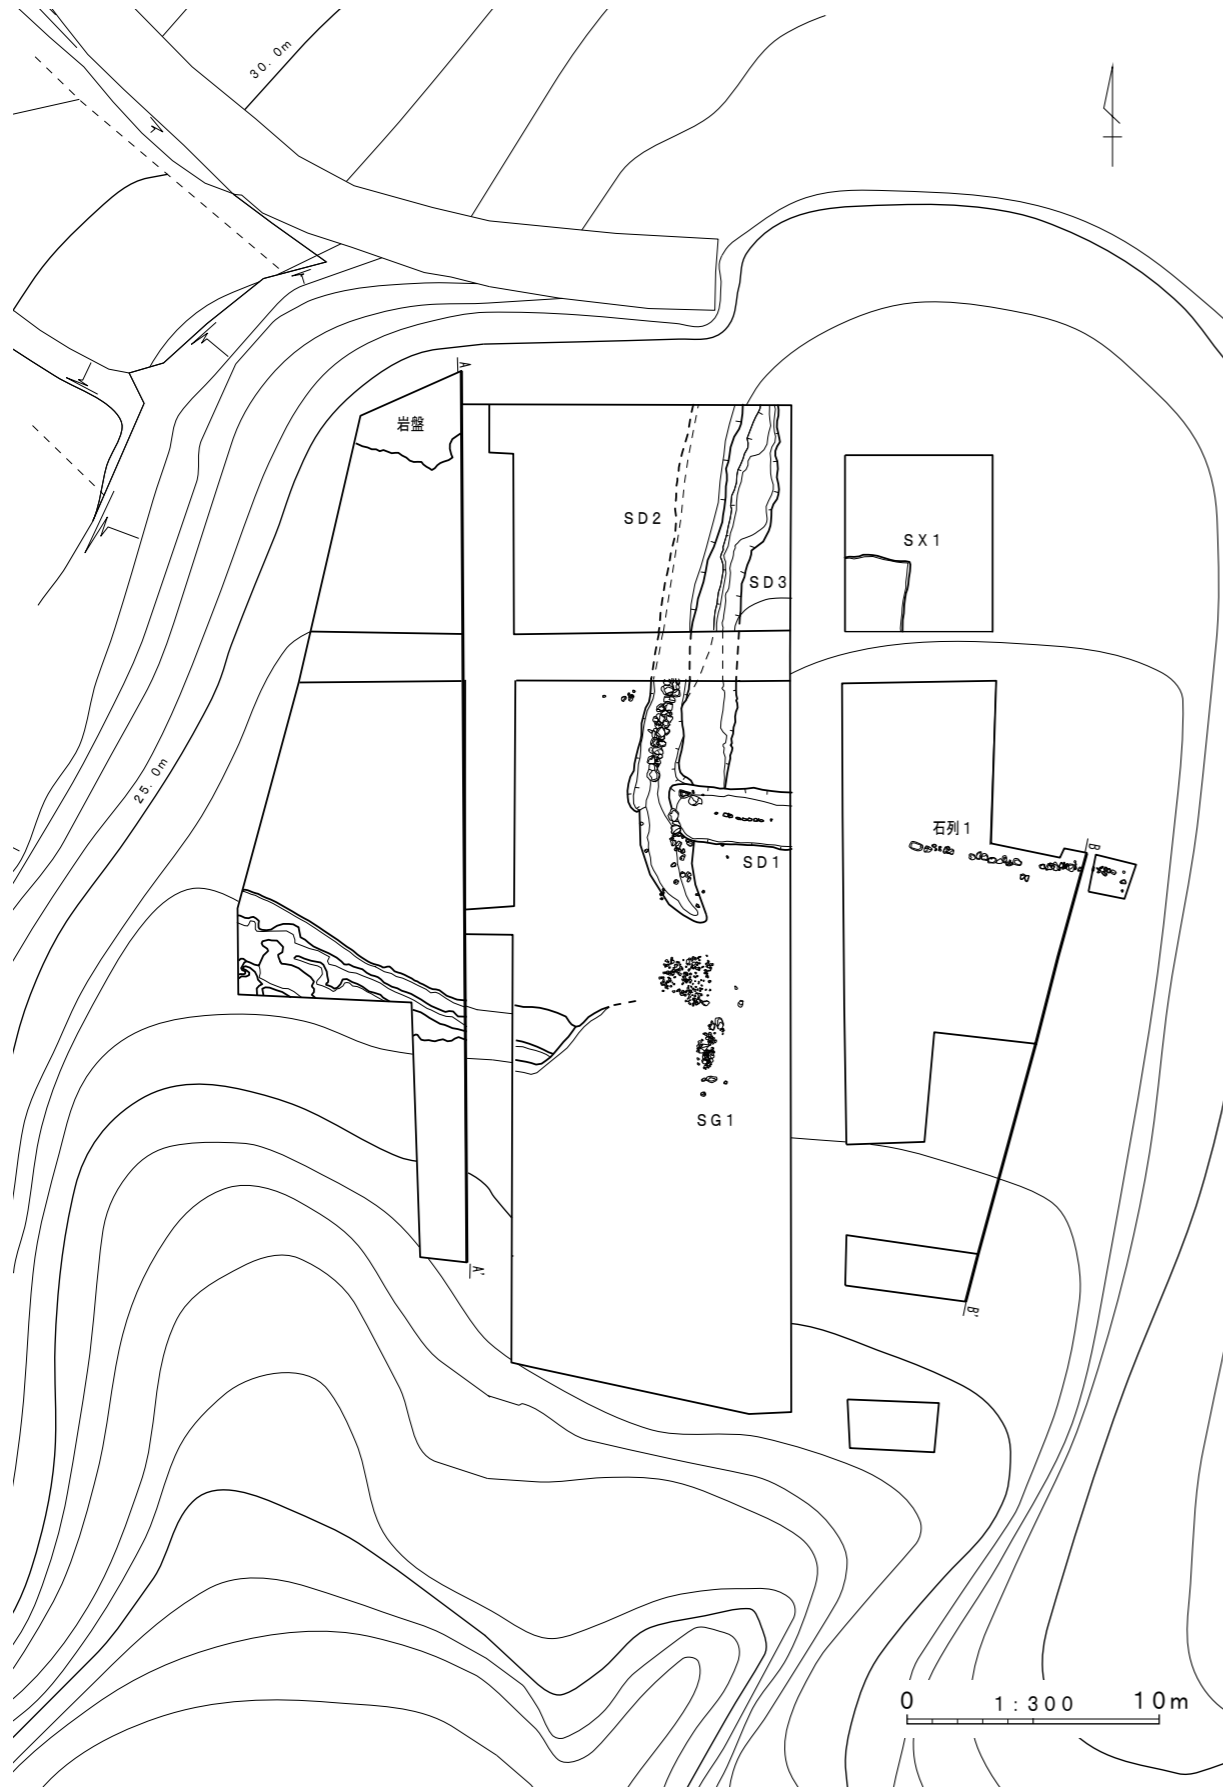 30.0m
A
岩盤
SD2
SX1
SD3
25.0m
石列1
B
SD1
SG1
A'
B'
0 1:300 10m